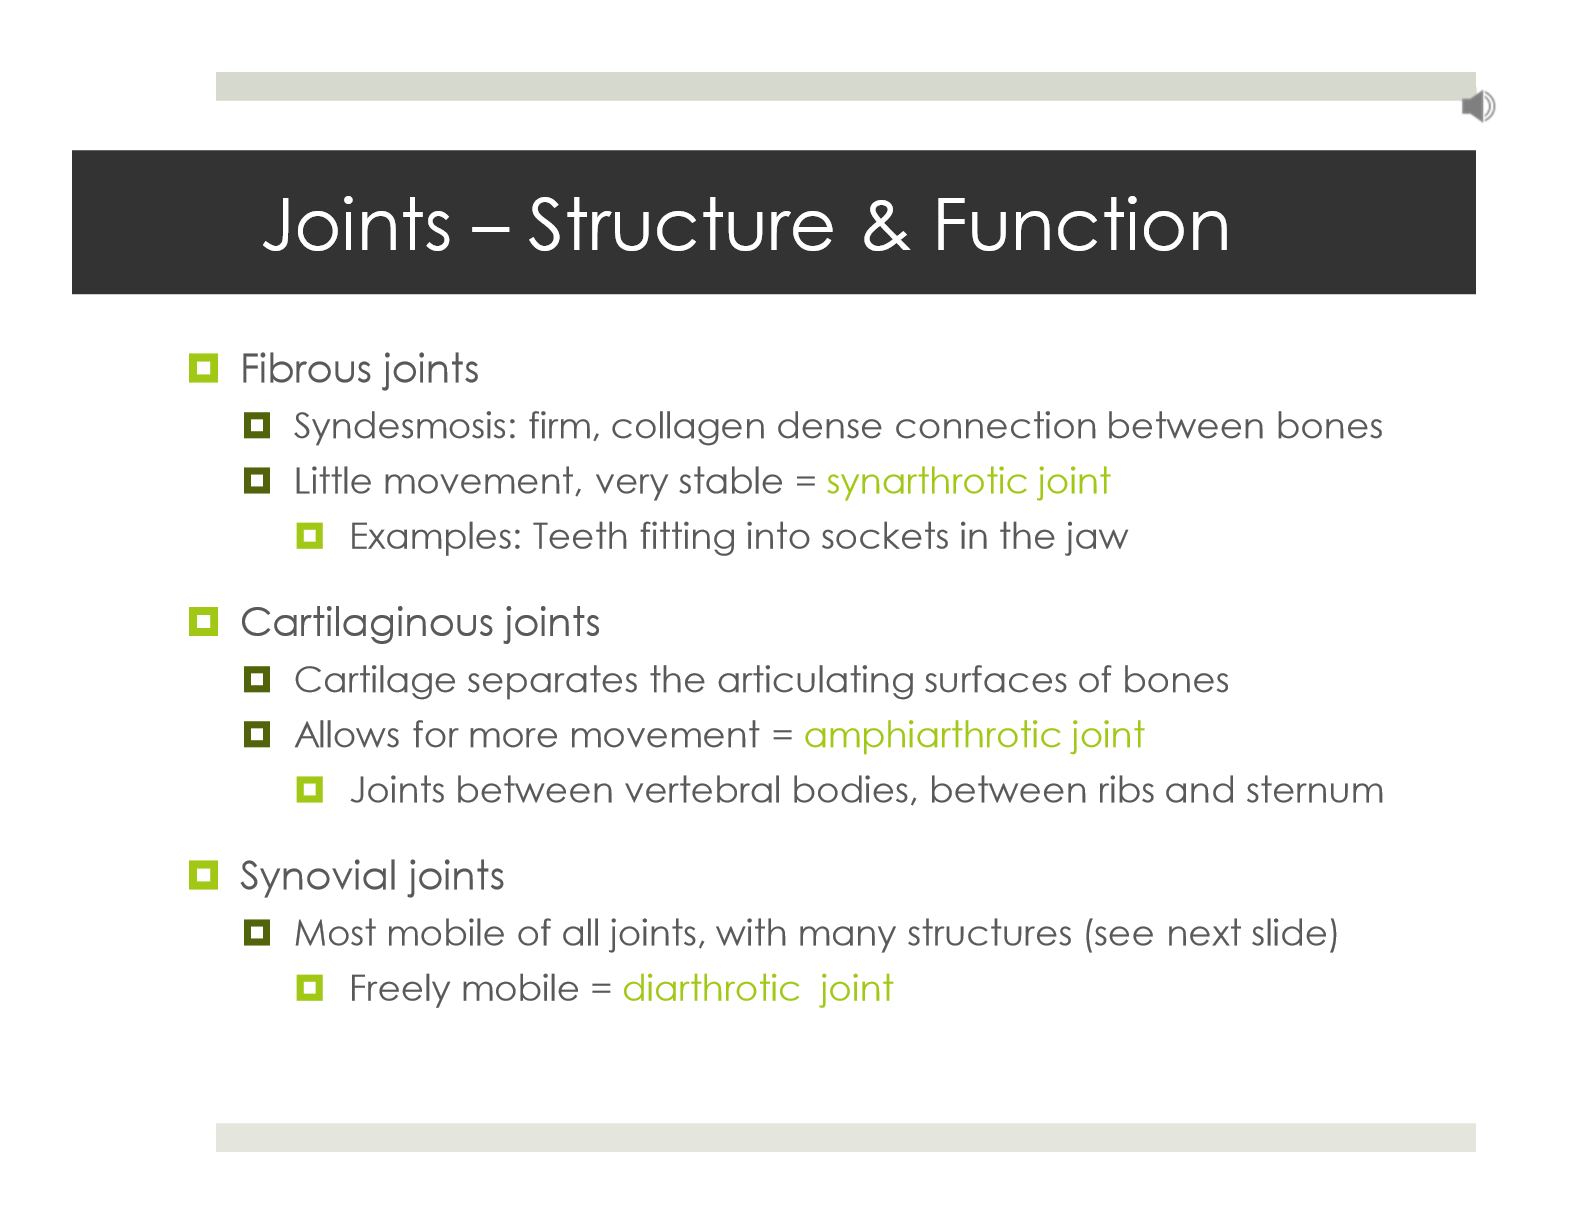 Joints – Structure & Function
Fibrous joints
Syndesmosis: firm, collagen dense connection between bones
Little movement, very stable = synarthrotic joint
Examples: Teeth fitting into sockets in the jaw
Cartilaginous joints
Cartilage separates the articulating surfaces of bones
Allows for more movement = amphiarthrotic joint
Joints between vertebral bodies, between ribs and sternum
Synovial joints
Most mobile of all joints, with many structures (see next slide)
Freely mobile = diarthrotic  joint